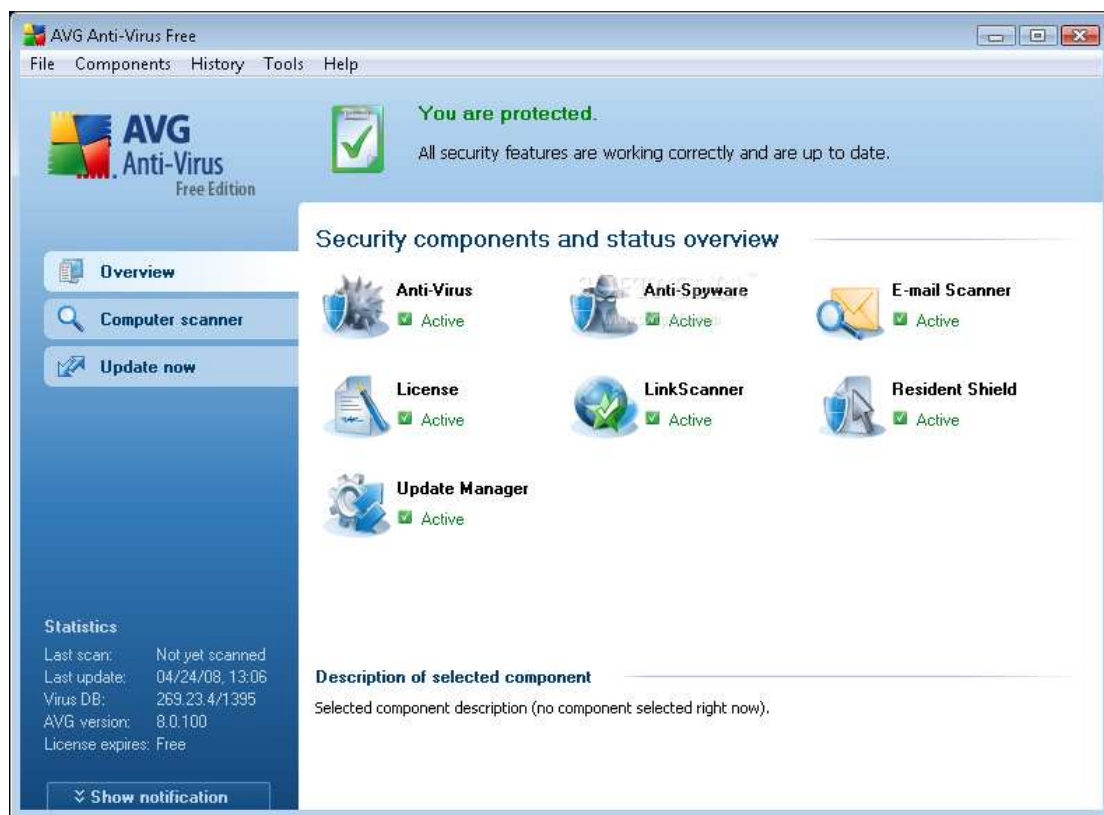 AVG Anti-Virus Free
File Components History Tools Help
AVG
Anti-Virus
Free Edition
You are protected.
All security features are working correctly and are up to date.
Overview
Computer scanner
Update now
Security components and status overview
Anti-Virus
Active
Anti-Spyware
Active
E-mail Scanner
Active
License
Active
LinkScanner
Active
Resident Shield
Active
Update Manager
Active
Statistics
Last scan: Not yet scanned
Last update: 04/24/08, 13:06
Virus DB: 269.23.4/1395
AVG version: 8.0.100
License expires: Free
Show notification
Description of selected component
Selected component description (no component selected right now).